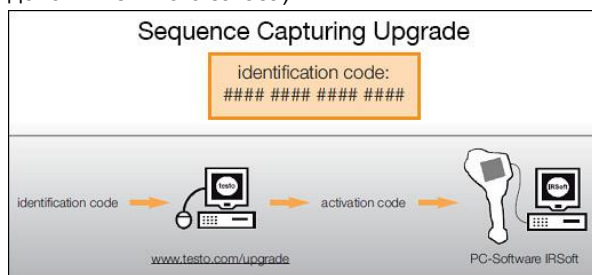 Sequence Capturing Upgrade
identification code:
#### #### #### ####
identification code
testo
activation code
IRSoft
www.testo.com/upgrade
PC-Software IRSoft